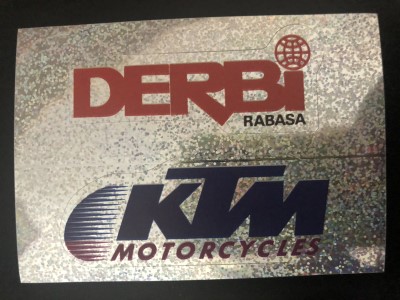 DERBi
RABASA
KTM
MOTORCYCLES